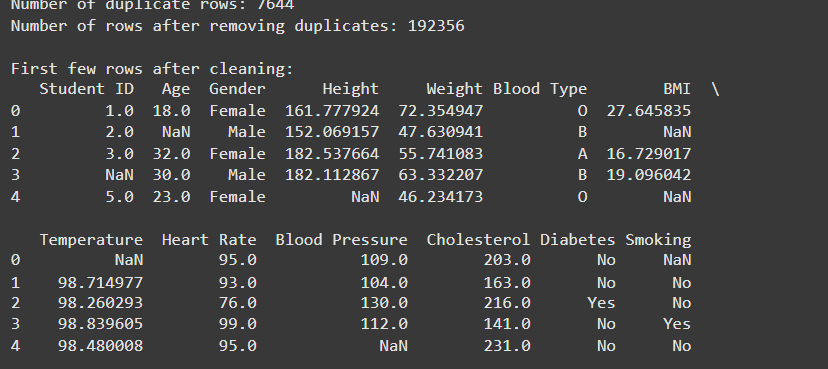 Number of duplicate rows: 7644
Number of rows after removing duplicates: 192356
First few rows after cleaning:
   Student ID   Age  Gender      Height     Weight Blood Type        BMI  \
0         1.0  18.0  Female  161.777924  72.354947          O  27.645835
1         2.0   NaN    Male  152.069157  47.630941          B        NaN
2         3.0  32.0  Female  182.537664  55.741083          A  16.729017
3         NaN  30.0    Male  182.112867  63.332207          B  19.096042
4         5.0  23.0  Female         NaN  46.234173          O        NaN
   Temperature  Heart Rate  Blood Pressure  Cholesterol Diabetes Smoking
0          NaN        95.0           109.0        203.0       No     NaN
1    98.714977        93.0           104.0        163.0       No      No
2    98.260293        76.0           130.0        216.0      Yes      No
3    98.839605        99.0           112.0        141.0       No     Yes
4    98.480008        95.0             NaN        231.0       No      No